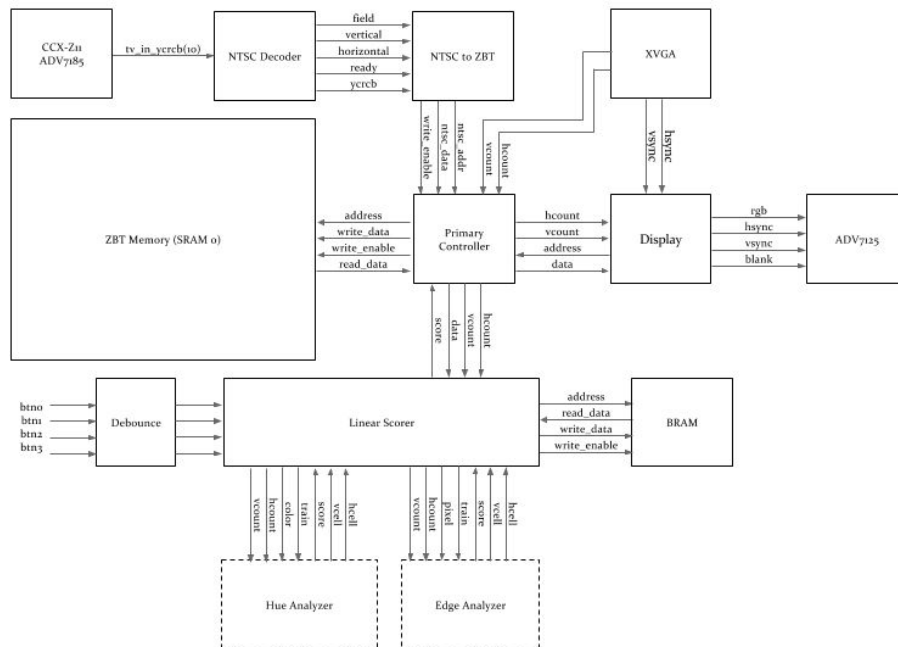 CCX-Z11
ADV7185
tv_in_ycrcb(10)
NTSC Decoder
field
vertical
horizontal
ready
ycrcb
NTSC to ZBT
XVGA
write_enable
ntsc_data
ntsc_addr
vcount
hcount
vsync
hsync
ZBT Memory (SRAM 0)
address
write_data
write_enable
read_data
Primary
Controller
hcount
vcount
address
data
Display
rgb
hsync
vsync
blank
ADV7125
score
data
vcount
hcount
btn0
btn1
btn2
btn3
Debounce
Linear Scorer
address
read_data
write_data
write_enable
BRAM
vcount
hcount
color
train
score
vcell
hcell
vcount
hcount
pixel
train
score
vcell
hcell
Hue Analyzer
Edge Analyzer